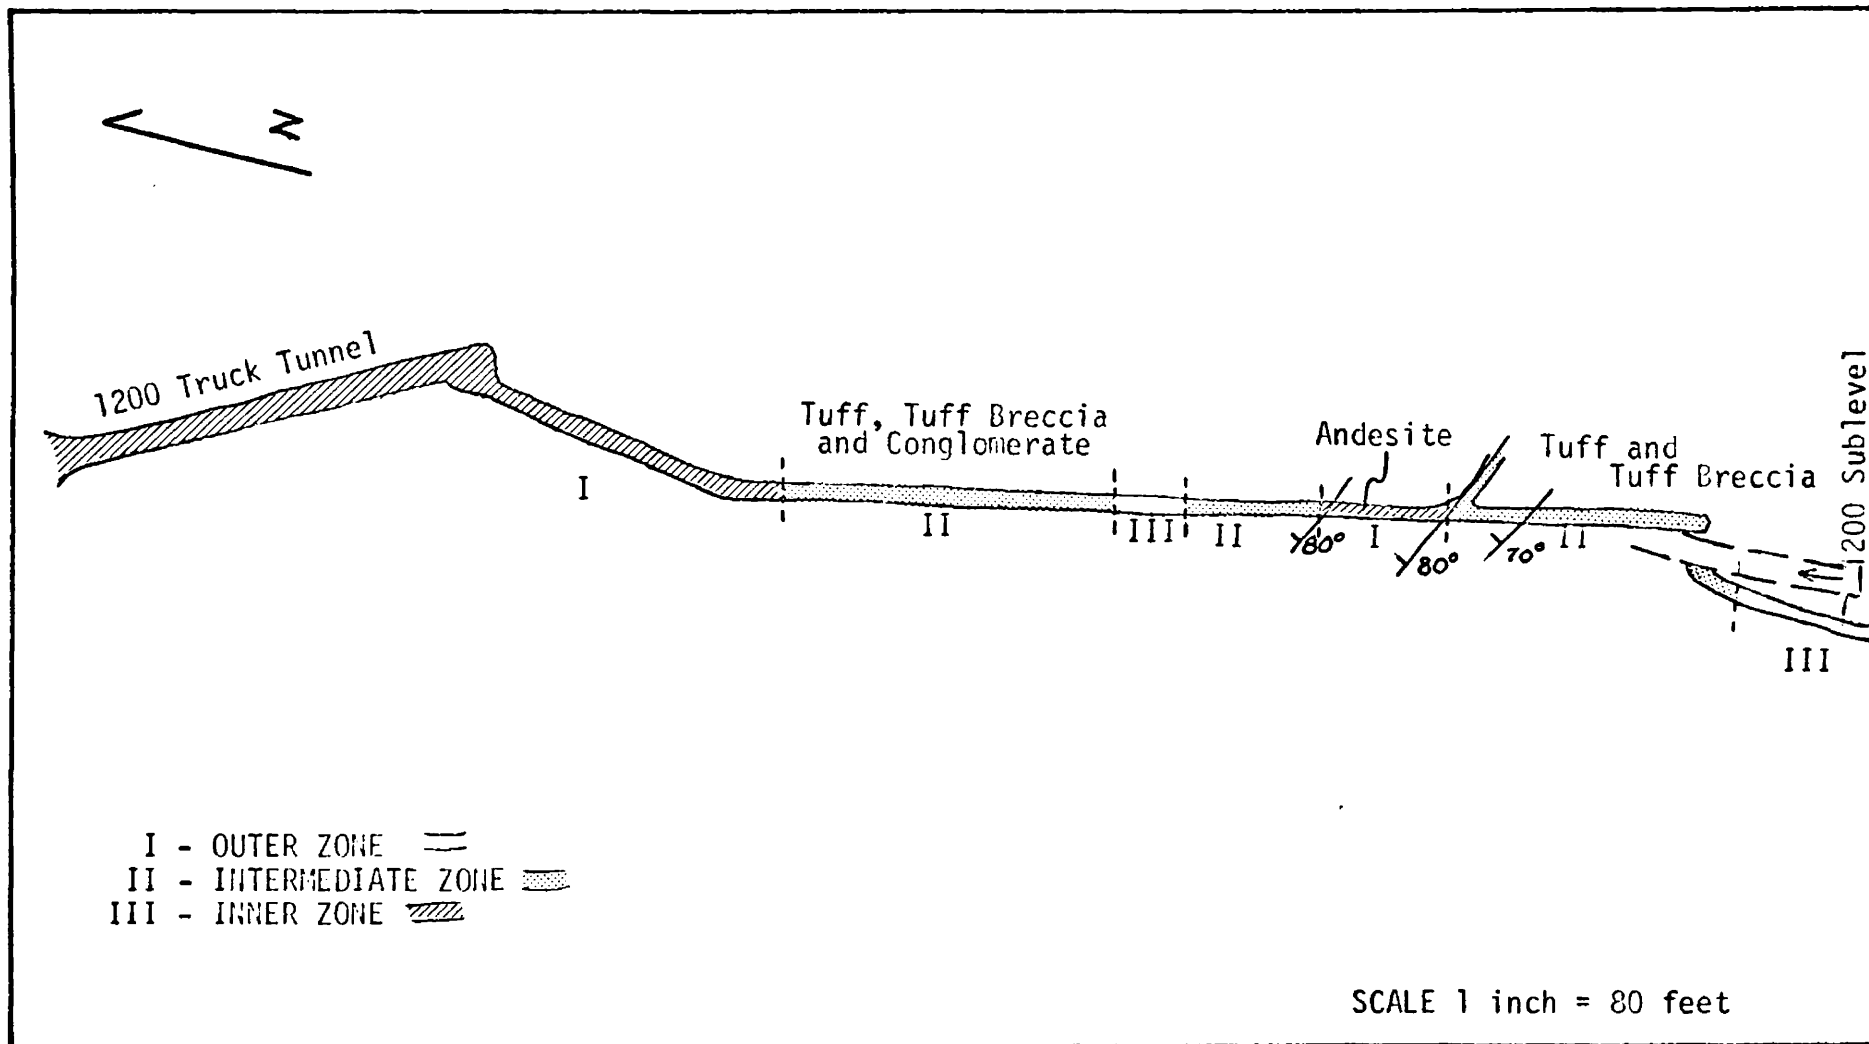 N
1200 Truck Tunnel
Tuff, Tuff Breccia
and Conglomerate
Andesite
Tuff and
Tuff Breccia
1200 Sublevel
I
II
III
II
80°
I
80°
70°
II
III
I - OUTER ZONE
II - INTERMEDIATE ZONE
III - INNER ZONE
SCALE 1 inch = 80 feet